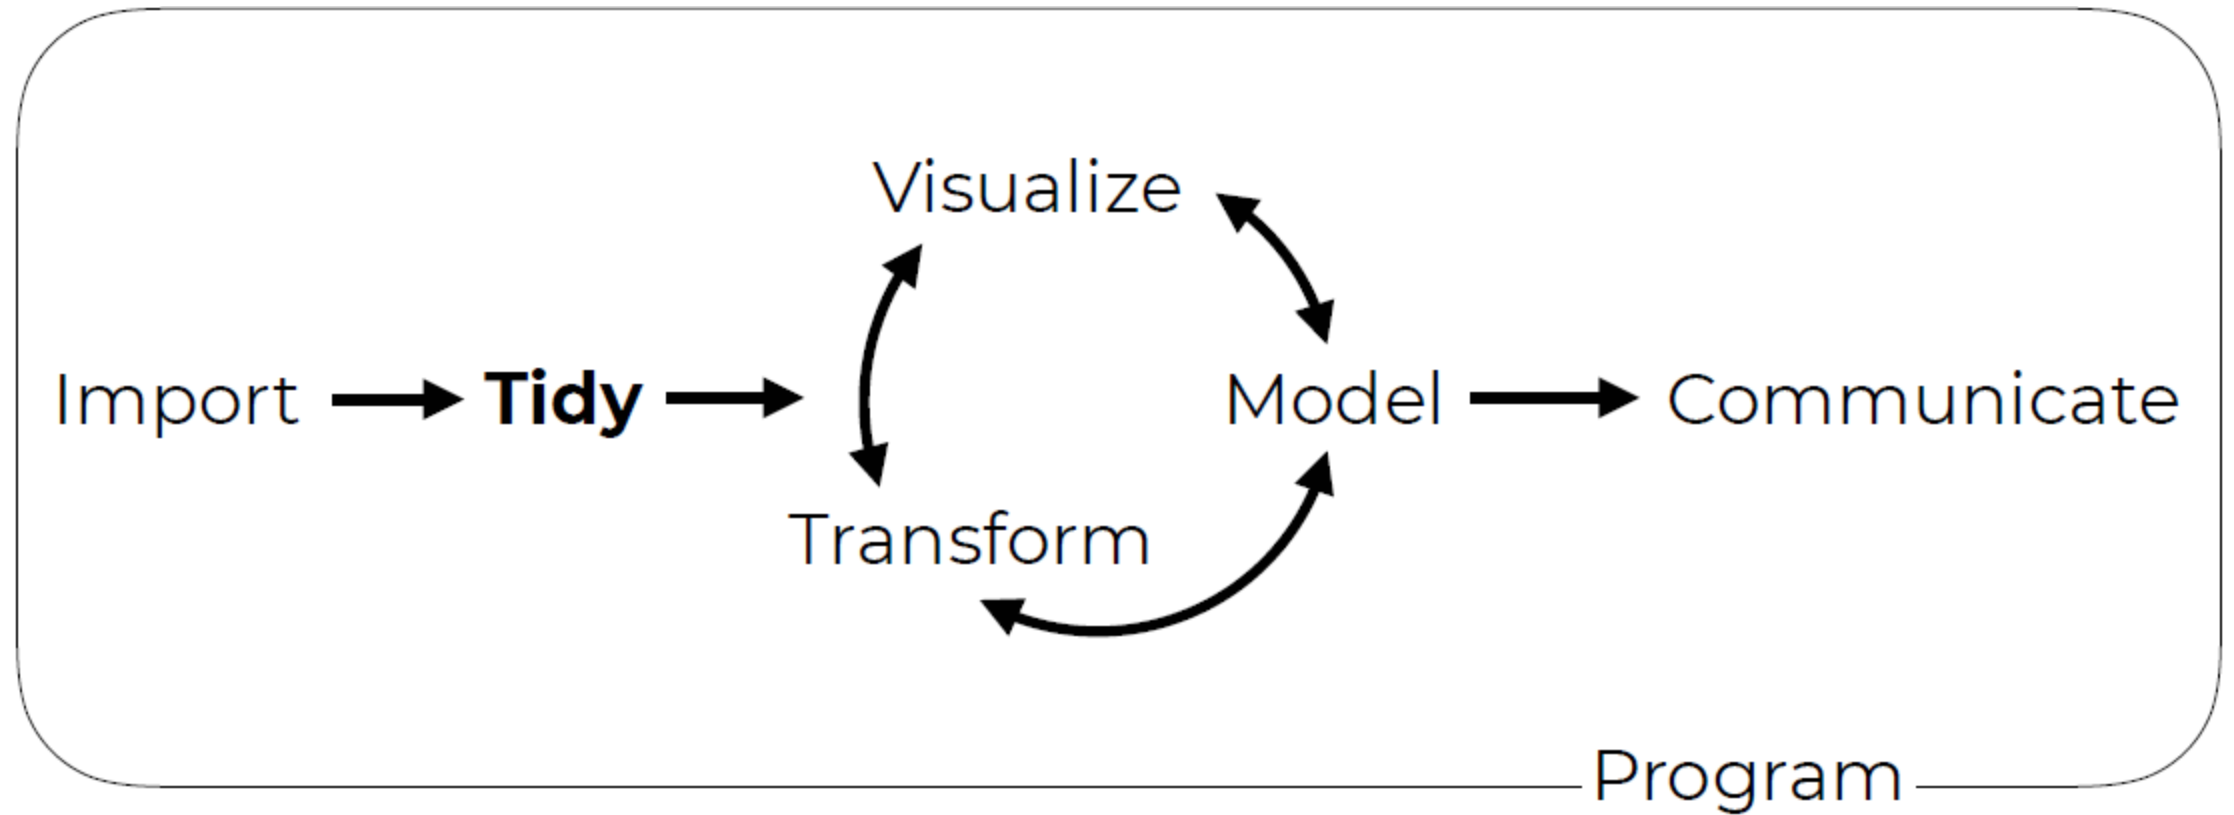 Visualize
Import
Tidy
Model
Communicate
Transform
Program